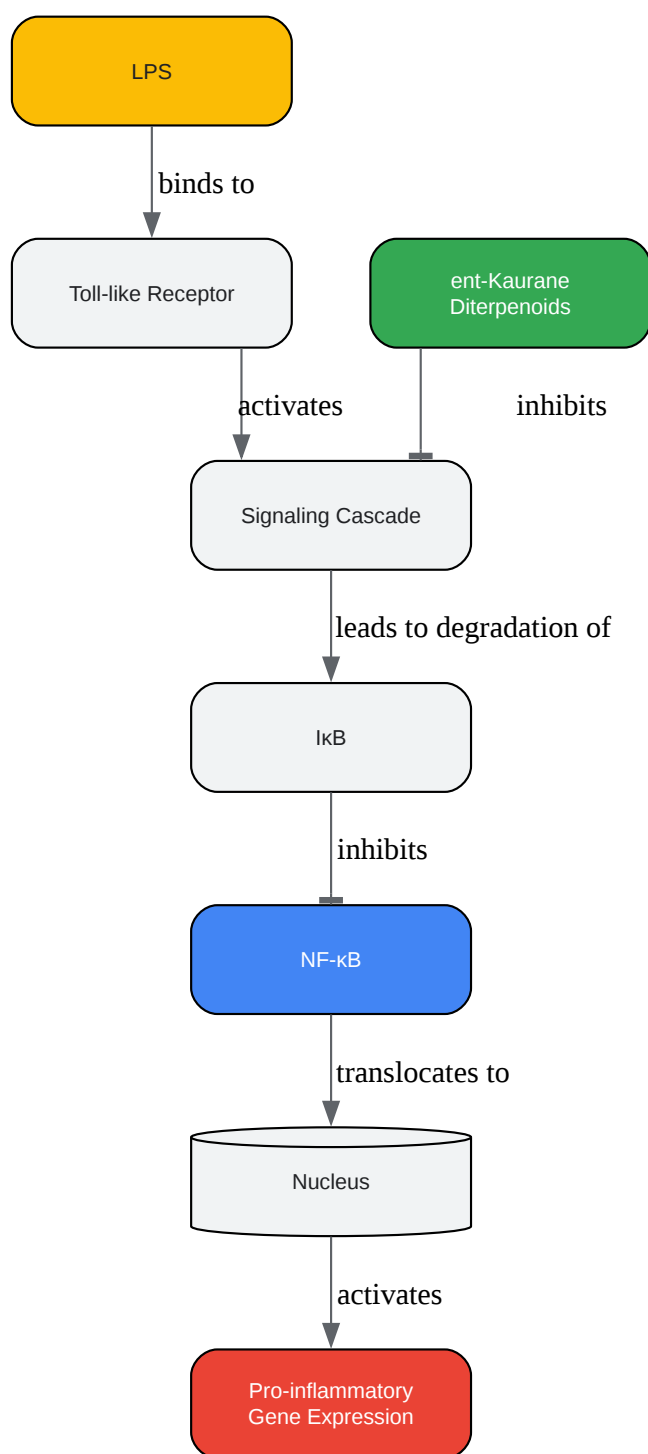 LPS
binds to
Toll-like Receptor
ent-Kaurane
Diterpenoids
activates
inhibits
Signaling Cascade
leads to degradation of
IκB
inhibits
NF-κB
translocates to
Nucleus
activates
Pro-inflammatory
Gene Expression